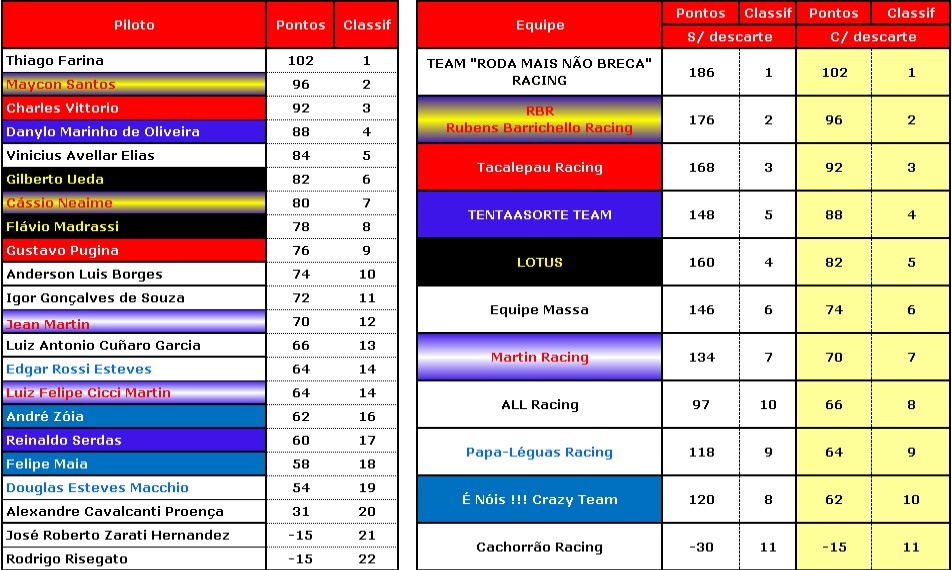 Piloto Pontos Classif
Thiago Farina 102 1
Maycon Santos 96 2
Charles Vittorio 92 3
Danylo Marinho de Oliveira 88 4
Vinicius Avellar Elias 84 5
Gilberto Ueda 82 6
Cássio Neaime 80 7
Flávio Madrassi 78 8
Gustavo Pugina 76 9
Anderson Luis Borges 74 10
Igor Gonçalves de Souza 72 11
Jean Martin 70 12
Luiz Antonio Cuñaro Garcia 66 13
Edgar Rossi Esteves 64 14
Luiz Felipe Cicci Martin 64 14
André Zóia 62 16
Reinaldo Serdas 60 17
Felipe Maia 58 18
Douglas Esteves Macchio 54 19
Alexandre Cavalcanti Proença 31 20
José Roberto Zarati Hernandez -15 21
Rodrigo Risegato -15 22
Equipe Pontos Classif Pontos Classif
S/ descarte C/ descarte
TEAM "RODA MAIS NÃO BRECA"
RACING 186 1 102 1
RBR
Rubens Barrichello Racing 176 2 96 2
Tacalepau Racing 168 3 92 3
TENTAASORTE TEAM 148 5 88 4
LOTUS 160 4 82 5
Equipe Massa 146 6 74 6
Martin Racing 134 7 70 7
ALL Racing 97 10 66 8
Papa-Léguas Racing 118 9 64 9
É Nóis !!! Crazy Team 120 8 62 10
Cachorrão Racing -30 11 -15 11